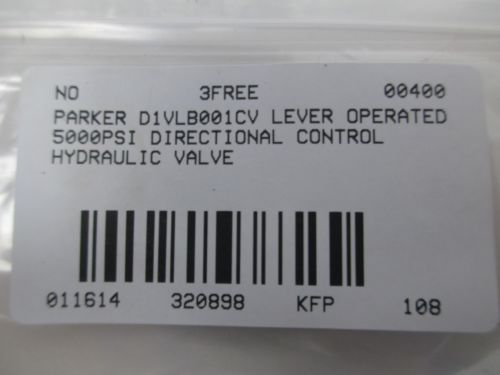 NO 3FREE 00400
PARKER D1VLB001CV LEVER OPERATED
5000PSI DIRECTIONAL CONTROL
HYDRAULIC VALVE
011614 320898 KFP 108